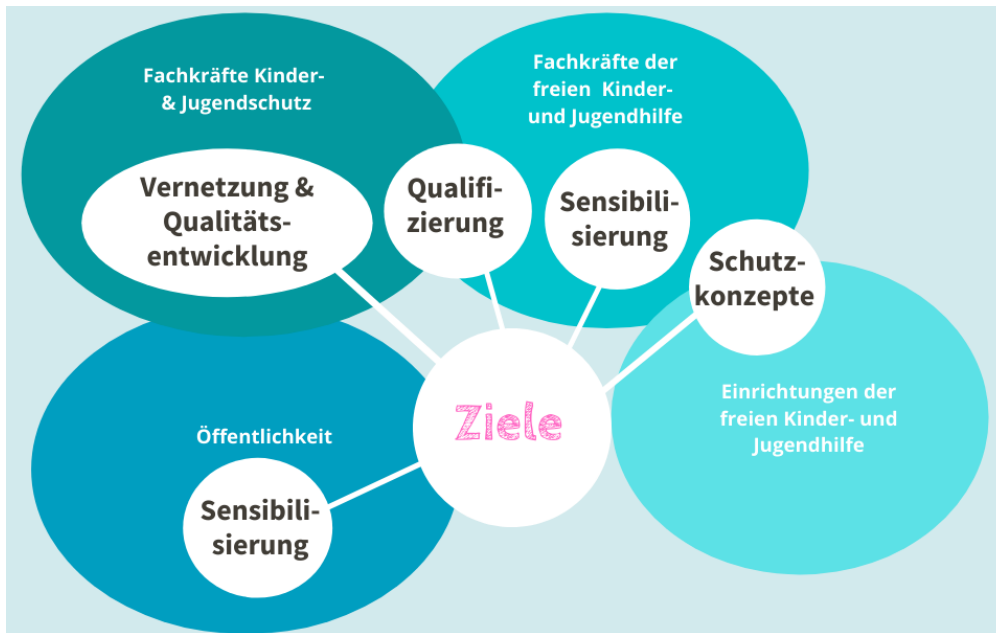 Fachkräfte Kinder-
& Jugendschutz
Vernetzung &
Qualitäts-
entwicklung
Qualifi-
zierung
Fachkräfte der
freien Kinder-
und Jugendhilfe
Sensibili-
sierung
Schutz-
konzepte
Einrichtungen der
freien Kinder- und
Jugendhilfe
Ziele
Öffentlichkeit
Sensibili-
sierung